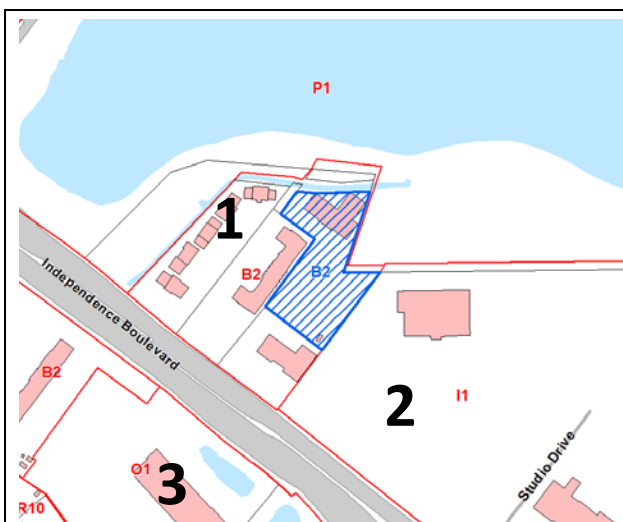 P1
1
B2
B2
Independence Boulevard
B2
2
I1
O1
3
Studio Drive
R10